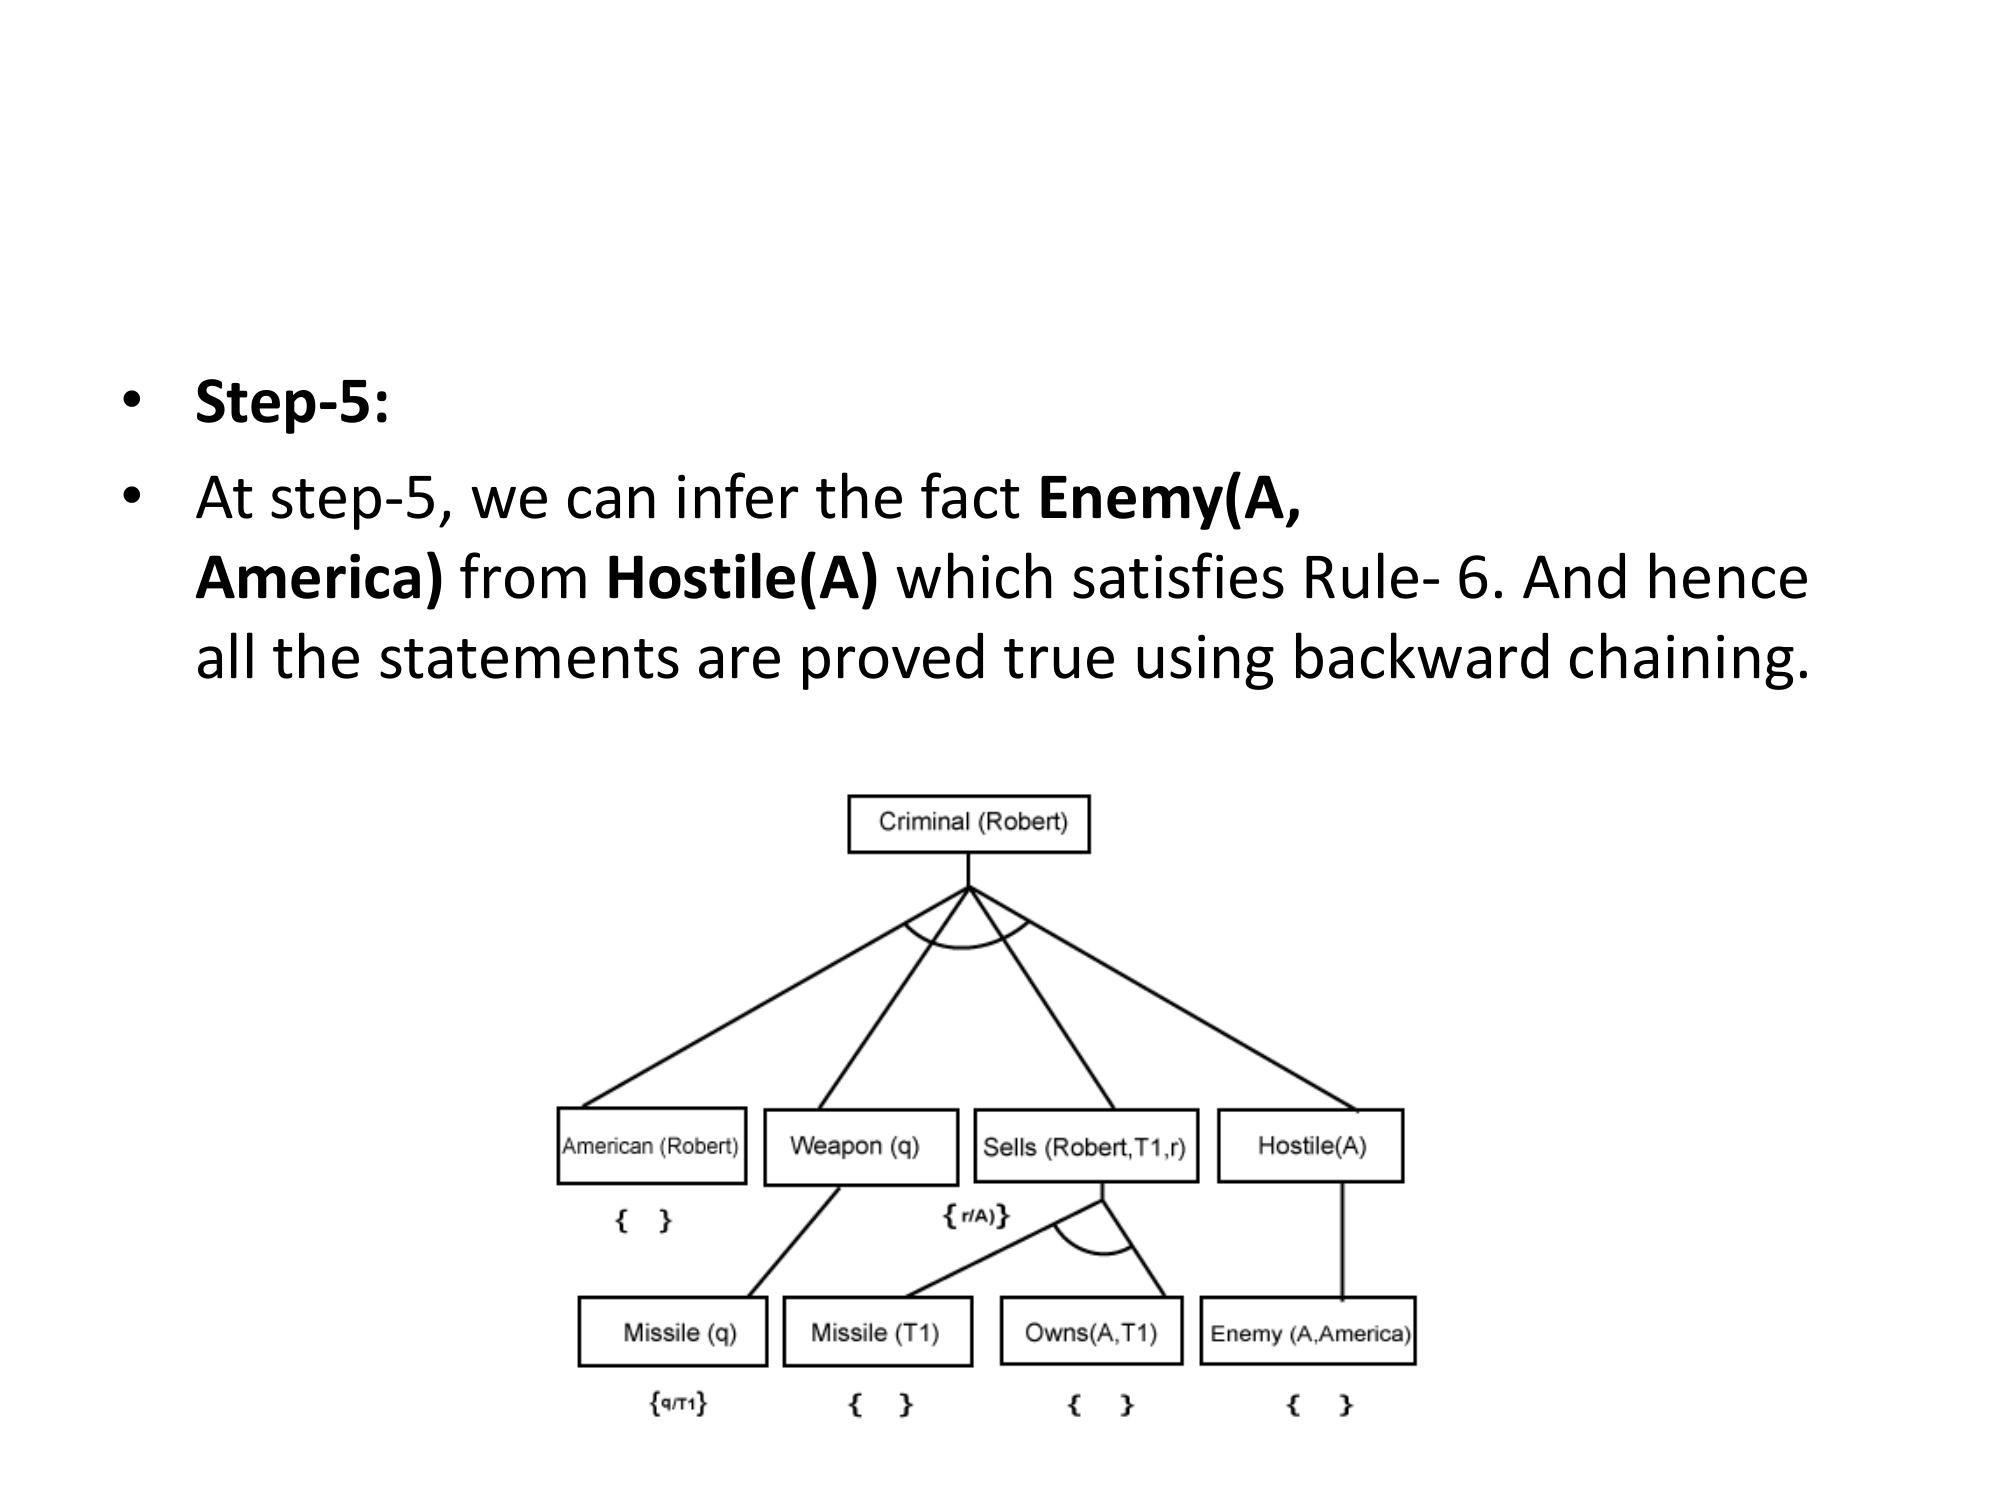 • Step-5:
• At step-5, we can infer the fact Enemy(A,
America) from Hostile(A) which satisfies Rule- 6. And hence
all the statements are proved true using backward chaining.
Criminal (Robert)
American (Robert) Weapon (q) Sells (Robert,T1,r) Hostile(A)
{ } {r/A)}
Missile (q) Missile (T1) Owns(A,T1) Enemy (A,America)
{q/T1} { } { } { }